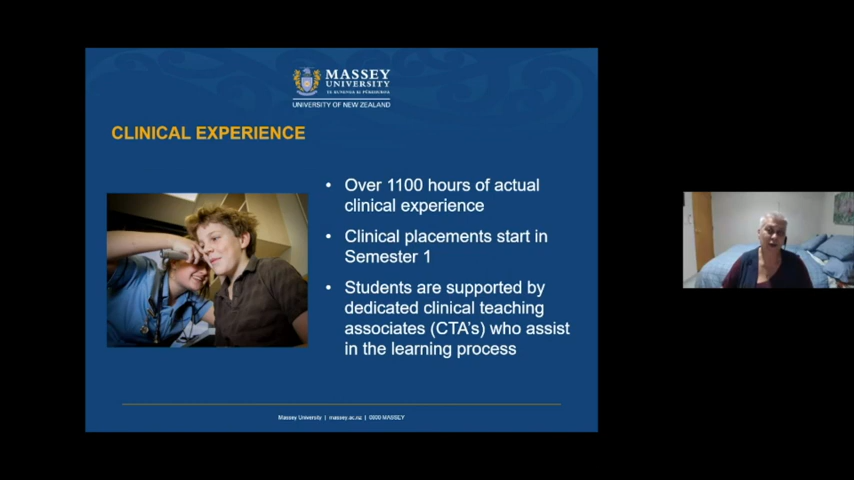 MASSEY
UNIVERSITY
TE KUNENGA KI PŪREHUROA
UNIVERSITY OF NEW ZEALAND
CLINICAL EXPERIENCE
• Over 1100 hours of actual
clinical experience
• Clinical placements start in
Semester 1
• Students are supported by
dedicated clinical teaching
associates (CTA's) who assist
in the learning process
Massey University | massey.ac.nz | 0800 MASSEY